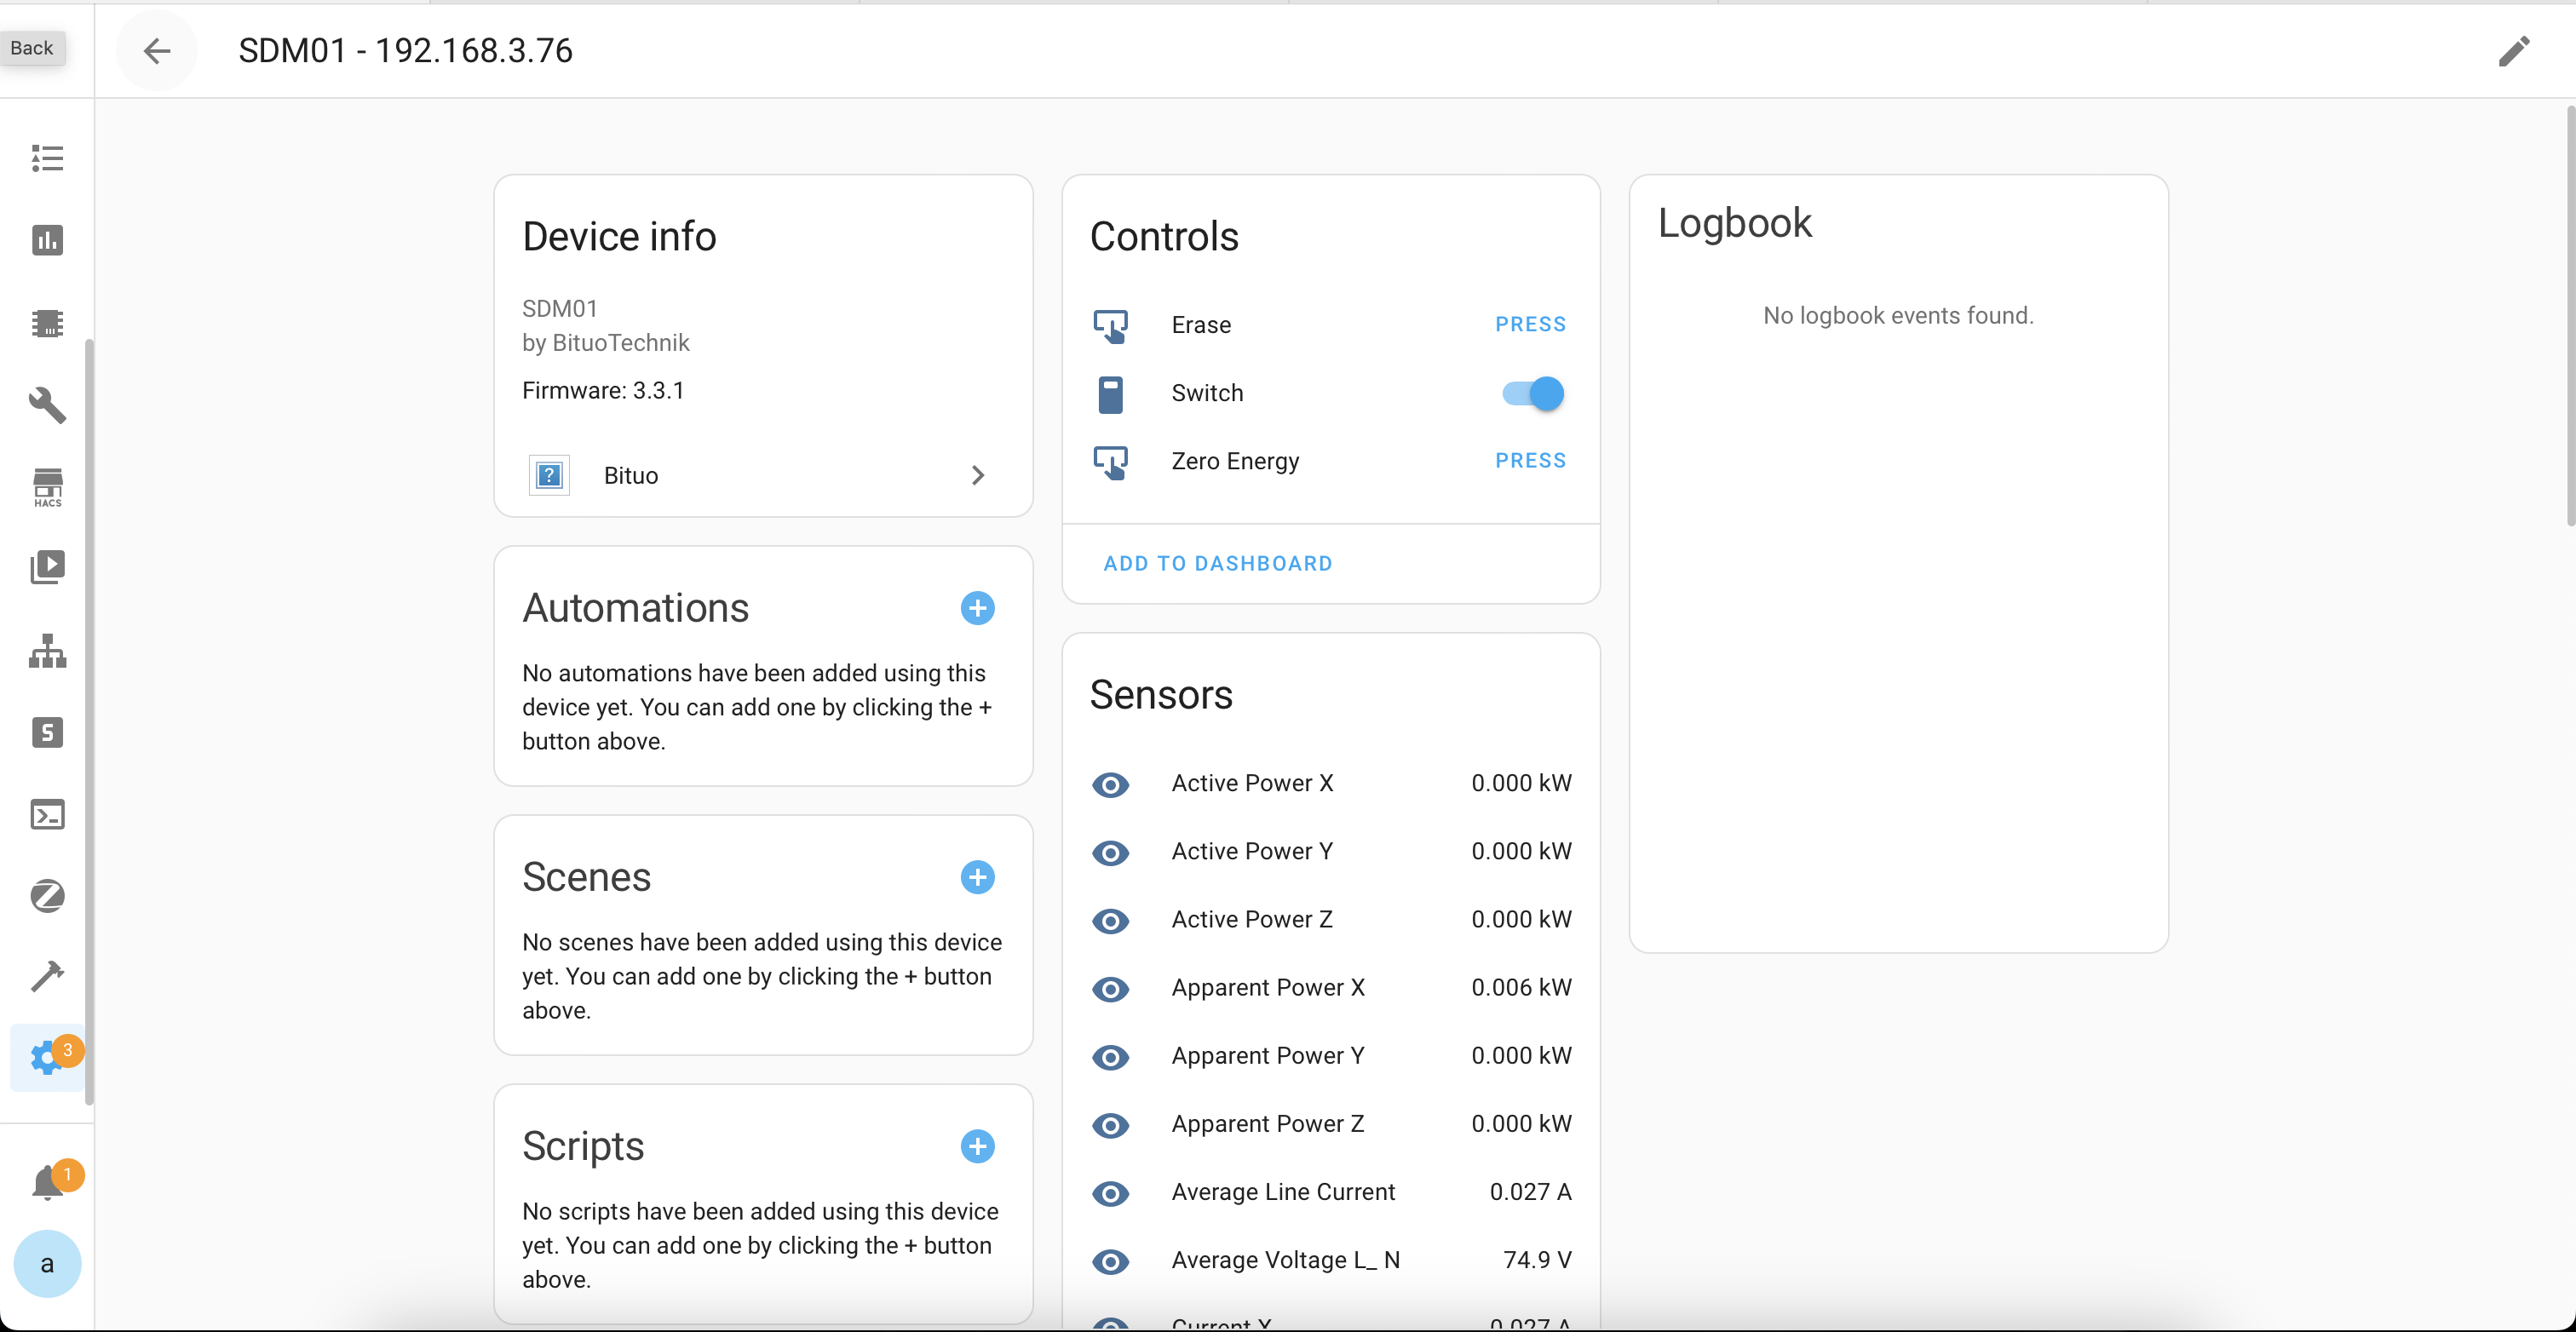 Back
SDM01 - 192.168.3.76
HACS
S
3
1
a
Device info
SDM01
by BituoTechnik
Firmware: 3.3.1
?
Bituo
Automations
No automations have been added using this
device yet. You can add one by clicking the +
button above.
Scenes
No scenes have been added using this device
yet. You can add one by clicking the + button
above.
Scripts
No scripts have been added using this device
yet. You can add one by clicking the + button
above.
Controls
Erase PRESS
Switch
Zero Energy PRESS
ADD TO DASHBOARD
Sensors
Active Power X 0.000 kW
Active Power Y 0.000 kW
Active Power Z 0.000 kW
Apparent Power X 0.006 kW
Apparent Power Y 0.000 kW
Apparent Power Z 0.000 kW
Average Line Current 0.027 A
Average Voltage L_ N 74.9 V
Current X 0.027 A
Logbook
No logbook events found.